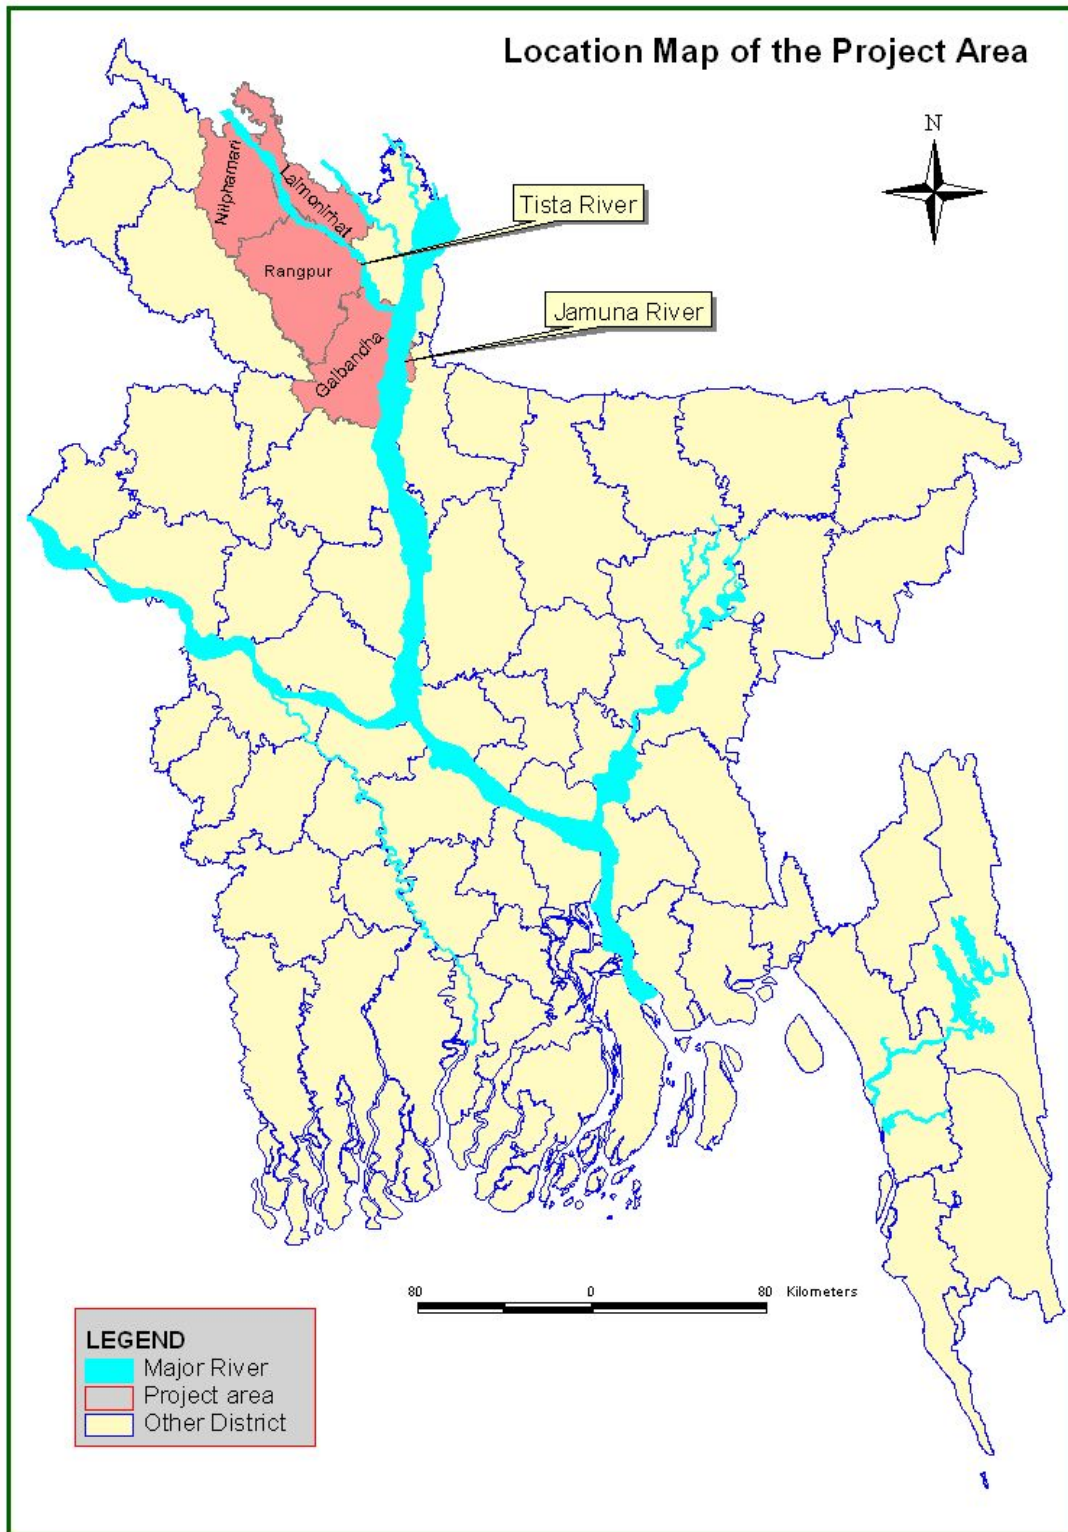 Location Map of the Project Area
N
Nilphamari
Lalmonirhat
Tista River
Rangpur
Jamuna River
Gaibandha
80 0 80 Kilometers
LEGEND
Major River
Project area
Other District